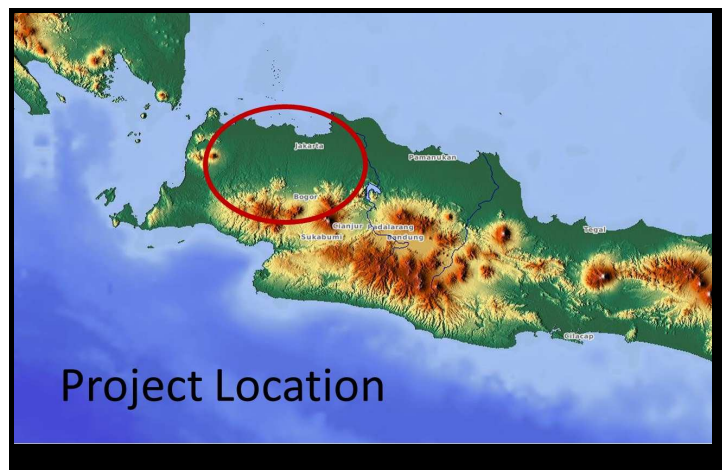 Jakarta
Pamanukan
Bogor
Cianjur Padalarang
Sukabumi Bandung
Tegal
Cilacap
Project Location